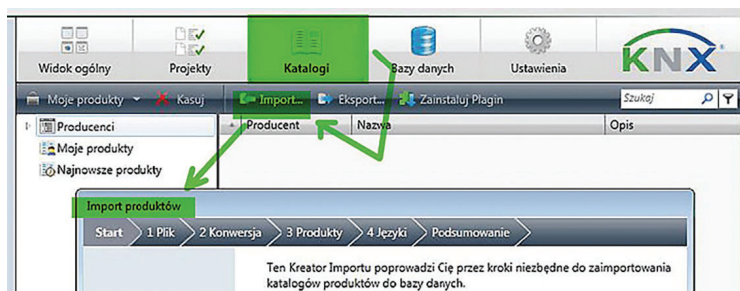 Widok ogólny Projekty Katalogi Bazy danych Ustawienia KNX
Moje produkty Kasuj Import... Eksport... Zainstaluj Plagin Szukaj
Producenci Producent Nazwa Opis
Moje produkty
Najnowsze produkty
Import produktów
Start 1 Plik 2 Konwersja 3 Produkty 4 Języki Podsumowanie
Ten Kreator Importu poprowadzi Cię przez kroki niezbędne do zaimportowania
katalogów produktów do bazy danych.